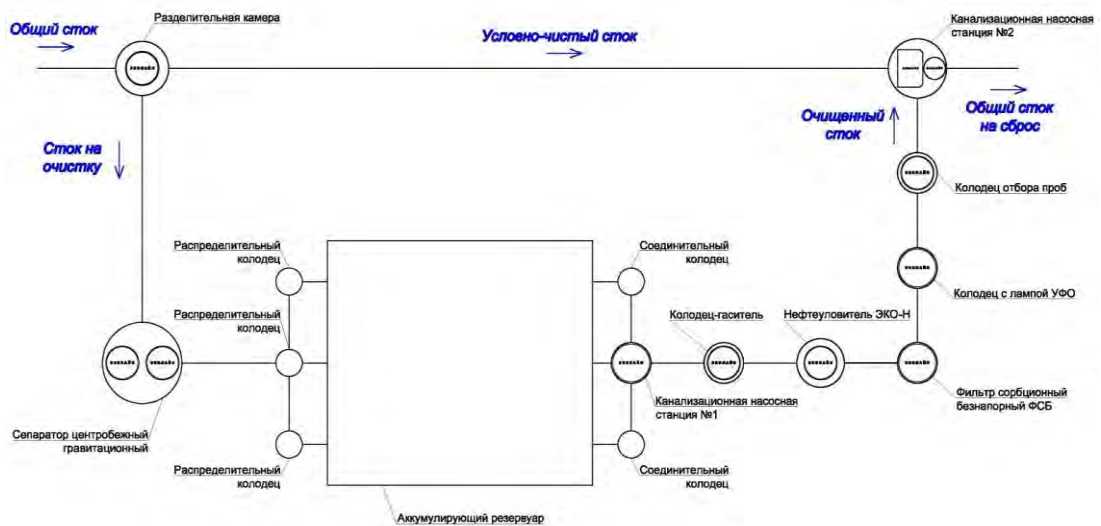 Разделительная камера
Общий сток
Условно-чистый сток
Канализационная насосная
станция №2
Общий сток
на сброс
Очищенный
сток
Сток на
очистку
Колодец отбора проб
Распределительный
колодец
Соединительный
колодец
Колодец с лампой УФО
Распределительный
колодец
Колодец-гаситель
Нефтеуловитель ЭКО-Н
Канализационная насосная
станция №1
Фильтр сорбционный
безнапорный ФСБ
Сепаратор центробежный
гравитационный
Распределительный
колодец
Соединительный
колодец
Аккумулирующий резервуар